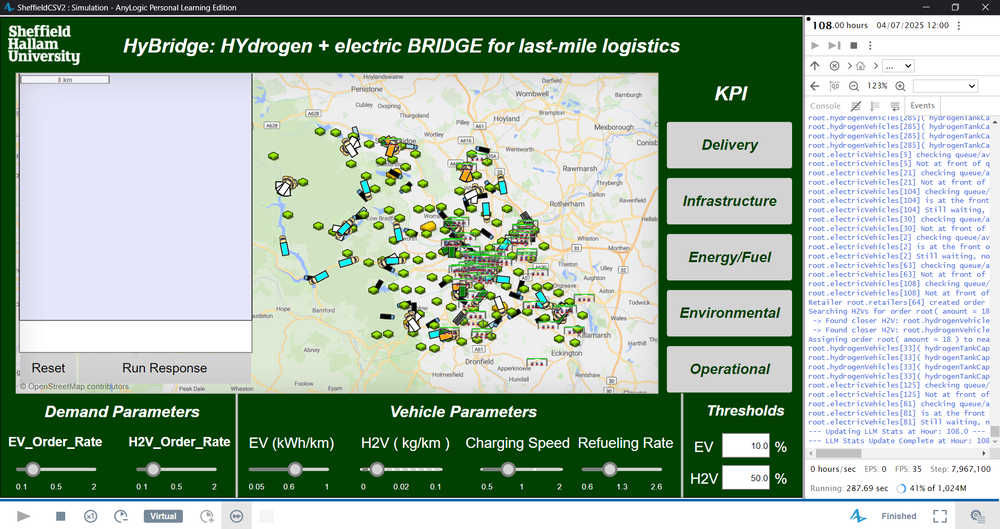 SheffieldCSV2 : Simulation - AnyLogic Personal Learning Edition
Sheffield
Hallam
University
HyBridge: HYdrogen + electric BRIDGE for last-mile logistics
8 km
Hoylandswaine
Penistone
Darfield
Wombwell
Barnburgh
Cubley
Oxspring
Thurgoland
Brampton
A628
A628
Pilley
A61
Hoyland
Mexborough
Wortley
A616
Conisb
Wentworth
35A
Rawmarsh
35
Thrybergh
Dalton
Ravenfield
Rotherham
Low Bradfi
Hellab
Whiston
33
Morthen
A630
Treeton
Ulley
32
A57
Aughton
Orgreave
Aston
Todwick
Hope
Bamford
astleton
Wales
Killamarsh
Harthill
Abney
A61
Eckington
Dronfield
Apperknowle
Holmesfield
Hundall
Renishaw
30
30
Foolow
Eyam
Peak Dale
Wheston
Reset
Run Response
© OpenStreetMap contributors
KPI
Delivery
Infrastructure
Energy/Fuel
Environmental
Operational
Demand Parameters
EV_Order_Rate
H2V_Order_Rate
0.1 0.5 2
0.1 0.5 2
Vehicle Parameters
EV (kWh/km)
H2V ( kg/km )
Charging Speed
Refueling Rate
0.05 0.6 1
0 0.02 0.1
0.5 1 2
0.6 1.3 2.6
Thresholds
EV 10.0 %
H2V 50.0 %
108.00 hours 04/07/2025 12:00
...
123%
Console
Events
root.hydrogenVehicles[285]( hydrogenTankCa
root.hydrogenVehicles[285]( hydrogenTankCa
root.hydrogenVehicles[285]( hydrogenTankCa
root.hydrogenVehicles[285]( hydrogenTankCa
root.electricVehicles[5] checking queue/av
root.electricVehicles[5] Not at front of q
root.electricVehicles[21] checking queue/a
root.electricVehicles[21] Not at front of
root.electricVehicles[104] checking queue/
root.electricVehicles[104] is at the front
root.electricVehicles[104] Still waiting,
root.electricVehicles[30] checking queue/a
root.electricVehicles[30] Not at front of
root.electricVehicles[2] checking queue/av
root.electricVehicles[2] is at the front o
root.electricVehicles[2] Still waiting, no
root.electricVehicles[63] checking queue/a
root.electricVehicles[63] Not at front of
root.electricVehicles[108] checking queue/
root.electricVehicles[108] Not at front of
Retailer root.retailers[64] created order
Searching H2Vs for order root( amount = 18
-> Found closer H2V: root.hydrogenVehicle
-> Found closer H2V: root.hydrogenVehicle
Assigning order root( amount = 18 ) to nea
root.hydrogenVehicles[33]( hydrogenTankCap
root.hydrogenVehicles[33]( hydrogenTankCap
root.hydrogenVehicles[33]( hydrogenTankCap
root.hydrogenVehicles[33]( hydrogenTankCap
root.electricVehicles[125] checking queue/
root.electricVehicles[125] Not at front of
root.electricVehicles[81] checking queue/a
root.electricVehicles[81] is at the front
root.electricVehicles[81] Still waiting, n
--- Updating LLM Stats at Hour: 108.0 ---
--- LLM Stats Update Complete at Hour: 108
0 hours/sec EPS: 0 FPS: 35 Step: 7,967,100
Running: 287.69 sec 41% of 1,024M
x1
Virtual
Finished